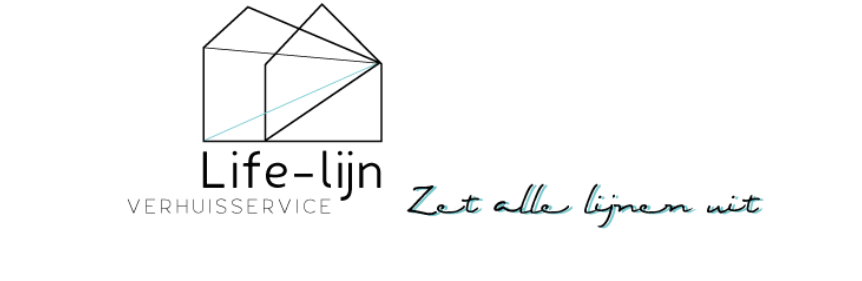 Life-lijn
VERHUISSERVICE
Zet alle lijnen uit